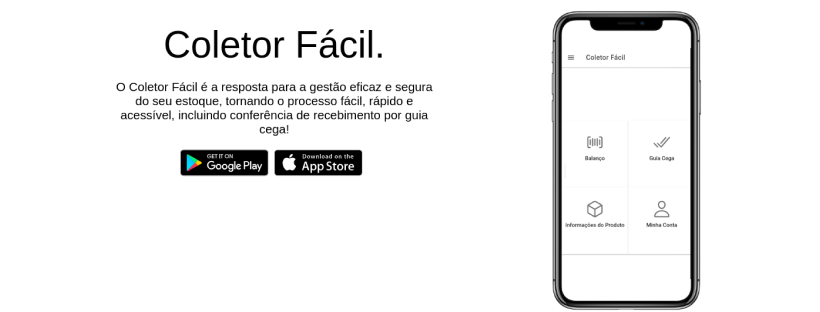 Coletor Fácil.
O Coletor Fácil é a resposta para a gestão eficaz e segura
do seu estoque, tornando o processo fácil, rápido e
acessível, incluindo conferência de recebimento por guia
cega!
GET IT ON
Google Play
Download on the
App Store
Coletor Fácil
Balanço
Guia Cega
Informações do Produto
Minha Conta